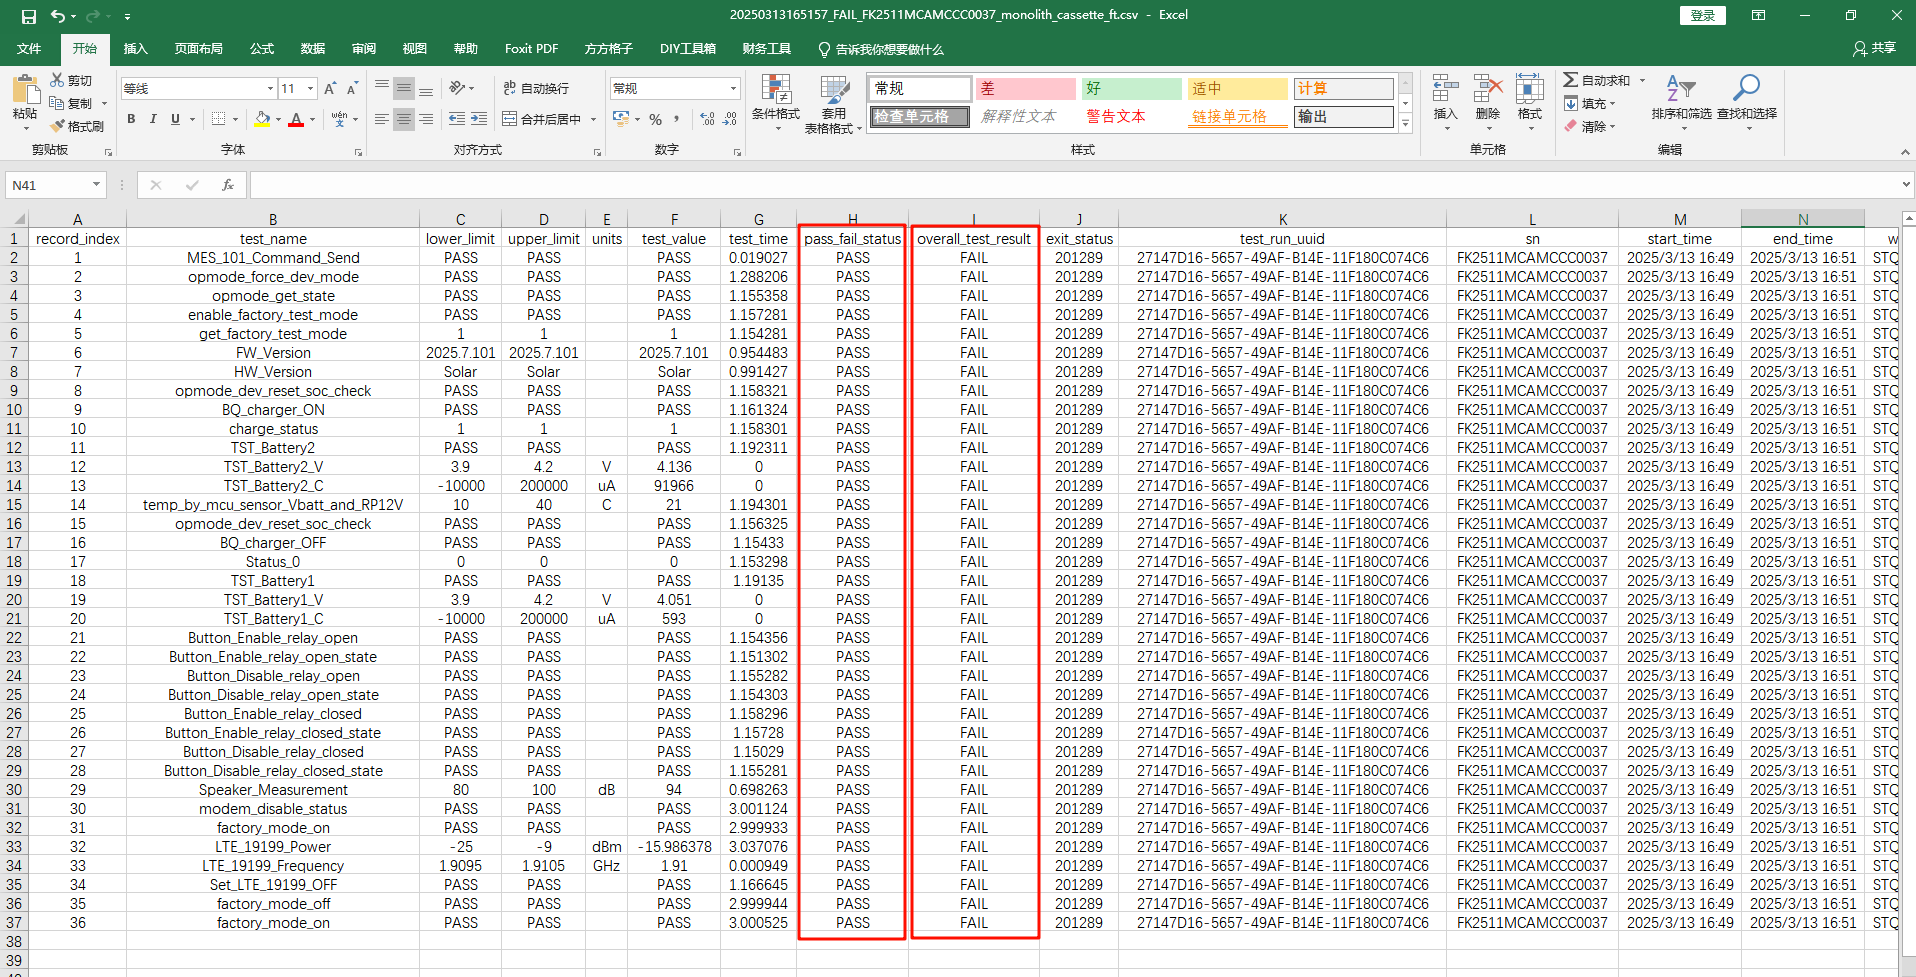 20250313165157_FAIL_FK2511MCAMCCC0037_monolith_cassette_ft.csv - Excel
登录
文件 开始 插入 页面布局 公式 数据 审阅 视图 帮助 Foxit PDF 方方格子 DIY工具箱 财务工具 告诉我你想要做什么 共享
粘贴 剪切 复制 格式刷 剪贴板
等线 11 B I U A wén 字体
ab 自动换行 合并后居中 对齐方式
常规 % 数字
条件格式 套用表格格式
常规 差 好 适中 计算
检查单元格 解释性文本 警告文本 链接单元格 输出
样式
插入 删除 格式 单元格
自动求和 填充 清除 排序和筛选 查找和选择 编辑
N41 fx
A B C D E F G H I J K L M N
1 record_index test_name lower_limit upper_limit units test_value test_time pass_fail_status overall_test_result exit_status test_run_uuid sn start_time end_time w
2 1 MES_101_Command_Send PASS PASS PASS 0.019027 PASS FAIL 201289 27147D16-5657-49AF-B14E-11F180C074C6 FK2511MCAMCCC0037 2025/3/13 16:49 2025/3/13 16:51 STQ
3 2 opmode_force_dev_mode PASS PASS PASS 1.288206 PASS FAIL 201289 27147D16-5657-49AF-B14E-11F180C074C6 FK2511MCAMCCC0037 2025/3/13 16:49 2025/3/13 16:51 STQ
4 3 opmode_get_state PASS PASS PASS 1.155358 PASS FAIL 201289 27147D16-5657-49AF-B14E-11F180C074C6 FK2511MCAMCCC0037 2025/3/13 16:49 2025/3/13 16:51 STQ
5 4 enable_factory_test_mode PASS PASS PASS 1.157281 PASS FAIL 201289 27147D16-5657-49AF-B14E-11F180C074C6 FK2511MCAMCCC0037 2025/3/13 16:49 2025/3/13 16:51 STQ
6 5 get_factory_test_mode 1 1 1 1.154281 PASS FAIL 201289 27147D16-5657-49AF-B14E-11F180C074C6 FK2511MCAMCCC0037 2025/3/13 16:49 2025/3/13 16:51 STQ
7 6 FW_Version 2025.7.101 2025.7.101 2025.7.101 0.954483 PASS FAIL 201289 27147D16-5657-49AF-B14E-11F180C074C6 FK2511MCAMCCC0037 2025/3/13 16:49 2025/3/13 16:51 STQ
8 7 HW_Version Solar Solar Solar 0.991427 PASS FAIL 201289 27147D16-5657-49AF-B14E-11F180C074C6 FK2511MCAMCCC0037 2025/3/13 16:49 2025/3/13 16:51 STQ
9 8 opmode_dev_reset_soc_check PASS PASS PASS 1.158321 PASS FAIL 201289 27147D16-5657-49AF-B14E-11F180C074C6 FK2511MCAMCCC0037 2025/3/13 16:49 2025/3/13 16:51 STQ
10 9 BQ_charger_ON PASS PASS PASS 1.161324 PASS FAIL 201289 27147D16-5657-49AF-B14E-11F180C074C6 FK2511MCAMCCC0037 2025/3/13 16:49 2025/3/13 16:51 STQ
11 10 charge_status 1 1 1 1.158301 PASS FAIL 201289 27147D16-5657-49AF-B14E-11F180C074C6 FK2511MCAMCCC0037 2025/3/13 16:49 2025/3/13 16:51 STQ
12 11 TST_Battery2 PASS PASS PASS 1.192311 PASS FAIL 201289 27147D16-5657-49AF-B14E-11F180C074C6 FK2511MCAMCCC0037 2025/3/13 16:49 2025/3/13 16:51 STQ
13 12 TST_Battery2_V 3.9 4.2 V 4.136 0 PASS FAIL 201289 27147D16-5657-49AF-B14E-11F180C074C6 FK2511MCAMCCC0037 2025/3/13 16:49 2025/3/13 16:51 STQ
14 13 TST_Battery2_C -10000 200000 uA 91966 0 PASS FAIL 201289 27147D16-5657-49AF-B14E-11F180C074C6 FK2511MCAMCCC0037 2025/3/13 16:49 2025/3/13 16:51 STQ
15 14 temp_by_mcu_sensor_Vbatt_and_RP12V 10 40 C 21 1.194301 PASS FAIL 201289 27147D16-5657-49AF-B14E-11F180C074C6 FK2511MCAMCCC0037 2025/3/13 16:49 2025/3/13 16:51 STQ
16 15 opmode_dev_reset_soc_check PASS PASS PASS 1.156325 PASS FAIL 201289 27147D16-5657-49AF-B14E-11F180C074C6 FK2511MCAMCCC0037 2025/3/13 16:49 2025/3/13 16:51 STQ
17 16 BQ_charger_OFF PASS PASS PASS 1.15433 PASS FAIL 201289 27147D16-5657-49AF-B14E-11F180C074C6 FK2511MCAMCCC0037 2025/3/13 16:49 2025/3/13 16:51 STQ
18 17 Status_0 0 0 0 1.153298 PASS FAIL 201289 27147D16-5657-49AF-B14E-11F180C074C6 FK2511MCAMCCC0037 2025/3/13 16:49 2025/3/13 16:51 STQ
19 18 TST_Battery1 PASS PASS PASS 1.19135 PASS FAIL 201289 27147D16-5657-49AF-B14E-11F180C074C6 FK2511MCAMCCC0037 2025/3/13 16:49 2025/3/13 16:51 STQ
20 19 TST_Battery1_V 3.9 4.2 V 4.051 0 PASS FAIL 201289 27147D16-5657-49AF-B14E-11F180C074C6 FK2511MCAMCCC0037 2025/3/13 16:49 2025/3/13 16:51 STQ
21 20 TST_Battery1_C -10000 200000 uA 593 0 PASS FAIL 201289 27147D16-5657-49AF-B14E-11F180C074C6 FK2511MCAMCCC0037 2025/3/13 16:49 2025/3/13 16:51 STQ
22 21 Button_Enable_relay_open PASS PASS PASS 1.154356 PASS FAIL 201289 27147D16-5657-49AF-B14E-11F180C074C6 FK2511MCAMCCC0037 2025/3/13 16:49 2025/3/13 16:51 STQ
23 22 Button_Enable_relay_open_state PASS PASS PASS 1.151302 PASS FAIL 201289 27147D16-5657-49AF-B14E-11F180C074C6 FK2511MCAMCCC0037 2025/3/13 16:49 2025/3/13 16:51 STQ
24 23 Button_Disable_relay_open PASS PASS PASS 1.155282 PASS FAIL 201289 27147D16-5657-49AF-B14E-11F180C074C6 FK2511MCAMCCC0037 2025/3/13 16:49 2025/3/13 16:51 STQ
25 24 Button_Disable_relay_open_state PASS PASS PASS 1.154303 PASS FAIL 201289 27147D16-5657-49AF-B14E-11F180C074C6 FK2511MCAMCCC0037 2025/3/13 16:49 2025/3/13 16:51 STQ
26 25 Button_Enable_relay_closed PASS PASS PASS 1.158296 PASS FAIL 201289 27147D16-5657-49AF-B14E-11F180C074C6 FK2511MCAMCCC0037 2025/3/13 16:49 2025/3/13 16:51 STQ
27 26 Button_Enable_relay_closed_state PASS PASS PASS 1.15728 PASS FAIL 201289 27147D16-5657-49AF-B14E-11F180C074C6 FK2511MCAMCCC0037 2025/3/13 16:49 2025/3/13 16:51 STQ
28 27 Button_Disable_relay_closed PASS PASS PASS 1.15029 PASS FAIL 201289 27147D16-5657-49AF-B14E-11F180C074C6 FK2511MCAMCCC0037 2025/3/13 16:49 2025/3/13 16:51 STQ
29 28 Button_Disable_relay_closed_state PASS PASS PASS 1.155281 PASS FAIL 201289 27147D16-5657-49AF-B14E-11F180C074C6 FK2511MCAMCCC0037 2025/3/13 16:49 2025/3/13 16:51 STQ
30 29 Speaker_Measurement 80 100 dB 94 0.698263 PASS FAIL 201289 27147D16-5657-49AF-B14E-11F180C074C6 FK2511MCAMCCC0037 2025/3/13 16:49 2025/3/13 16:51 STQ
31 30 modem_disable_status PASS PASS PASS 3.001124 PASS FAIL 201289 27147D16-5657-49AF-B14E-11F180C074C6 FK2511MCAMCCC0037 2025/3/13 16:49 2025/3/13 16:51 STQ
32 31 factory_mode_on PASS PASS PASS 2.999933 PASS FAIL 201289 27147D16-5657-49AF-B14E-11F180C074C6 FK2511MCAMCCC0037 2025/3/13 16:49 2025/3/13 16:51 STQ
33 32 LTE_19199_Power -25 -9 dBm -15.986378 3.037076 PASS FAIL 201289 27147D16-5657-49AF-B14E-11F180C074C6 FK2511MCAMCCC0037 2025/3/13 16:49 2025/3/13 16:51 STQ
34 33 LTE_19199_Frequency 1.9095 1.9105 GHz 1.91 0.000949 PASS FAIL 201289 27147D16-5657-49AF-B14E-11F180C074C6 FK2511MCAMCCC0037 2025/3/13 16:49 2025/3/13 16:51 STQ
35 34 Set_LTE_19199_OFF PASS PASS PASS 1.166645 PASS FAIL 201289 27147D16-5657-49AF-B14E-11F180C074C6 FK2511MCAMCCC0037 2025/3/13 16:49 2025/3/13 16:51 STQ
36 35 factory_mode_off PASS PASS PASS 2.999944 PASS FAIL 201289 27147D16-5657-49AF-B14E-11F180C074C6 FK2511MCAMCCC0037 2025/3/13 16:49 2025/3/13 16:51 STQ
37 36 factory_mode_on PASS PASS PASS 3.000525 PASS FAIL 201289 27147D16-5657-49AF-B14E-11F180C074C6 FK2511MCAMCCC0037 2025/3/13 16:49 2025/3/13 16:51 STQ
38
39